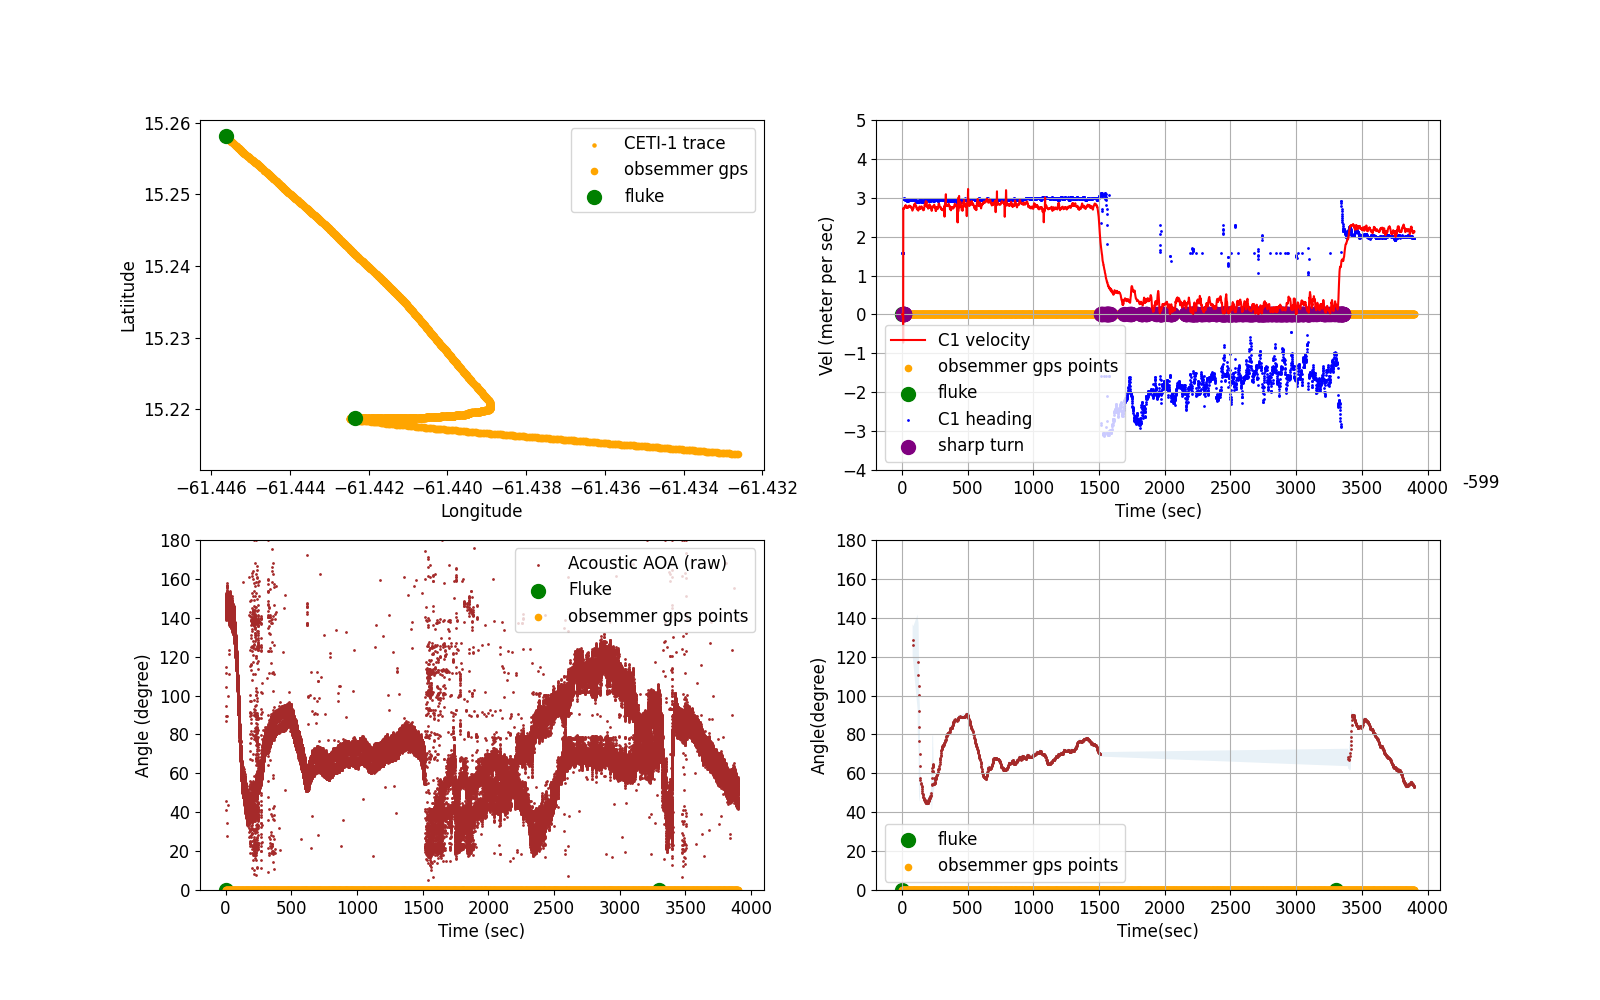 15.26
15.25
15.24
15.23
15.22
Latiitude
CETI-1 trace
obsemmer gps
fluke
−61.446 −61.444 −61.442 −61.440 −61.438 −61.436 −61.434 −61.432
Longitude
5
4
3
2
1
0
−1
−2
−3
−4
Vel (meter per sec)
C1 velocity
obsemmer gps points
fluke
C1 heading
sharp turn
0 500 1000 1500 2000 2500 3000 3500 4000
-599
Time (sec)
180
160
140
120
100
80
60
40
20
0
Angle (degree)
Acoustic AOA (raw)
Fluke
obsemmer gps points
0 500 1000 1500 2000 2500 3000 3500 4000
Time (sec)
180
160
140
120
100
80
60
40
20
0
Angle(degree)
fluke
obsemmer gps points
0 500 1000 1500 2000 2500 3000 3500 4000
Time(sec)